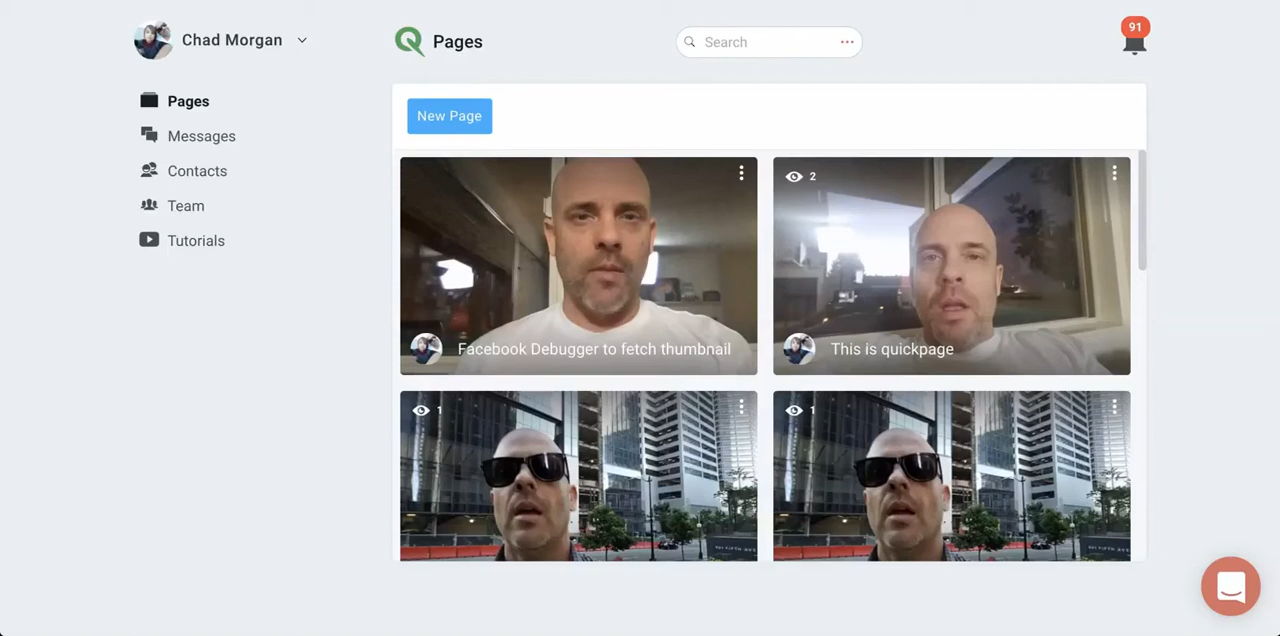 Chad Morgan
Pages
Search
91
Pages
Messages
Contacts
Team
Tutorials
New Page
2
Facebook Debugger to fetch thumbnail
This is quickpage
1
1